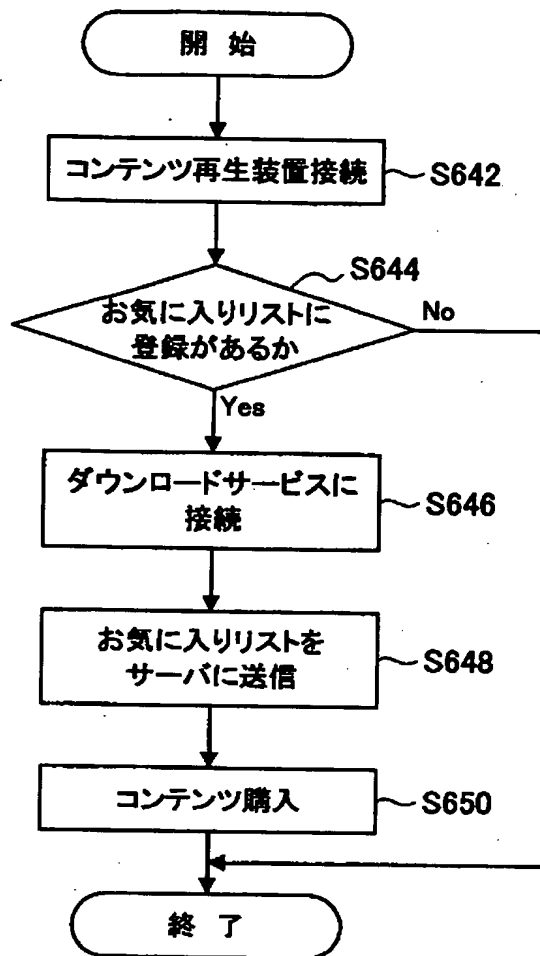 開 始
コンテンツ再生装置接続
S642
S644
お気に入りリストに
登録があるか
No
Yes
ダウンロードサービスに
接続
S646
お気に入りリストを
サーバに送信
S648
コンテンツ購入
S650
終 了